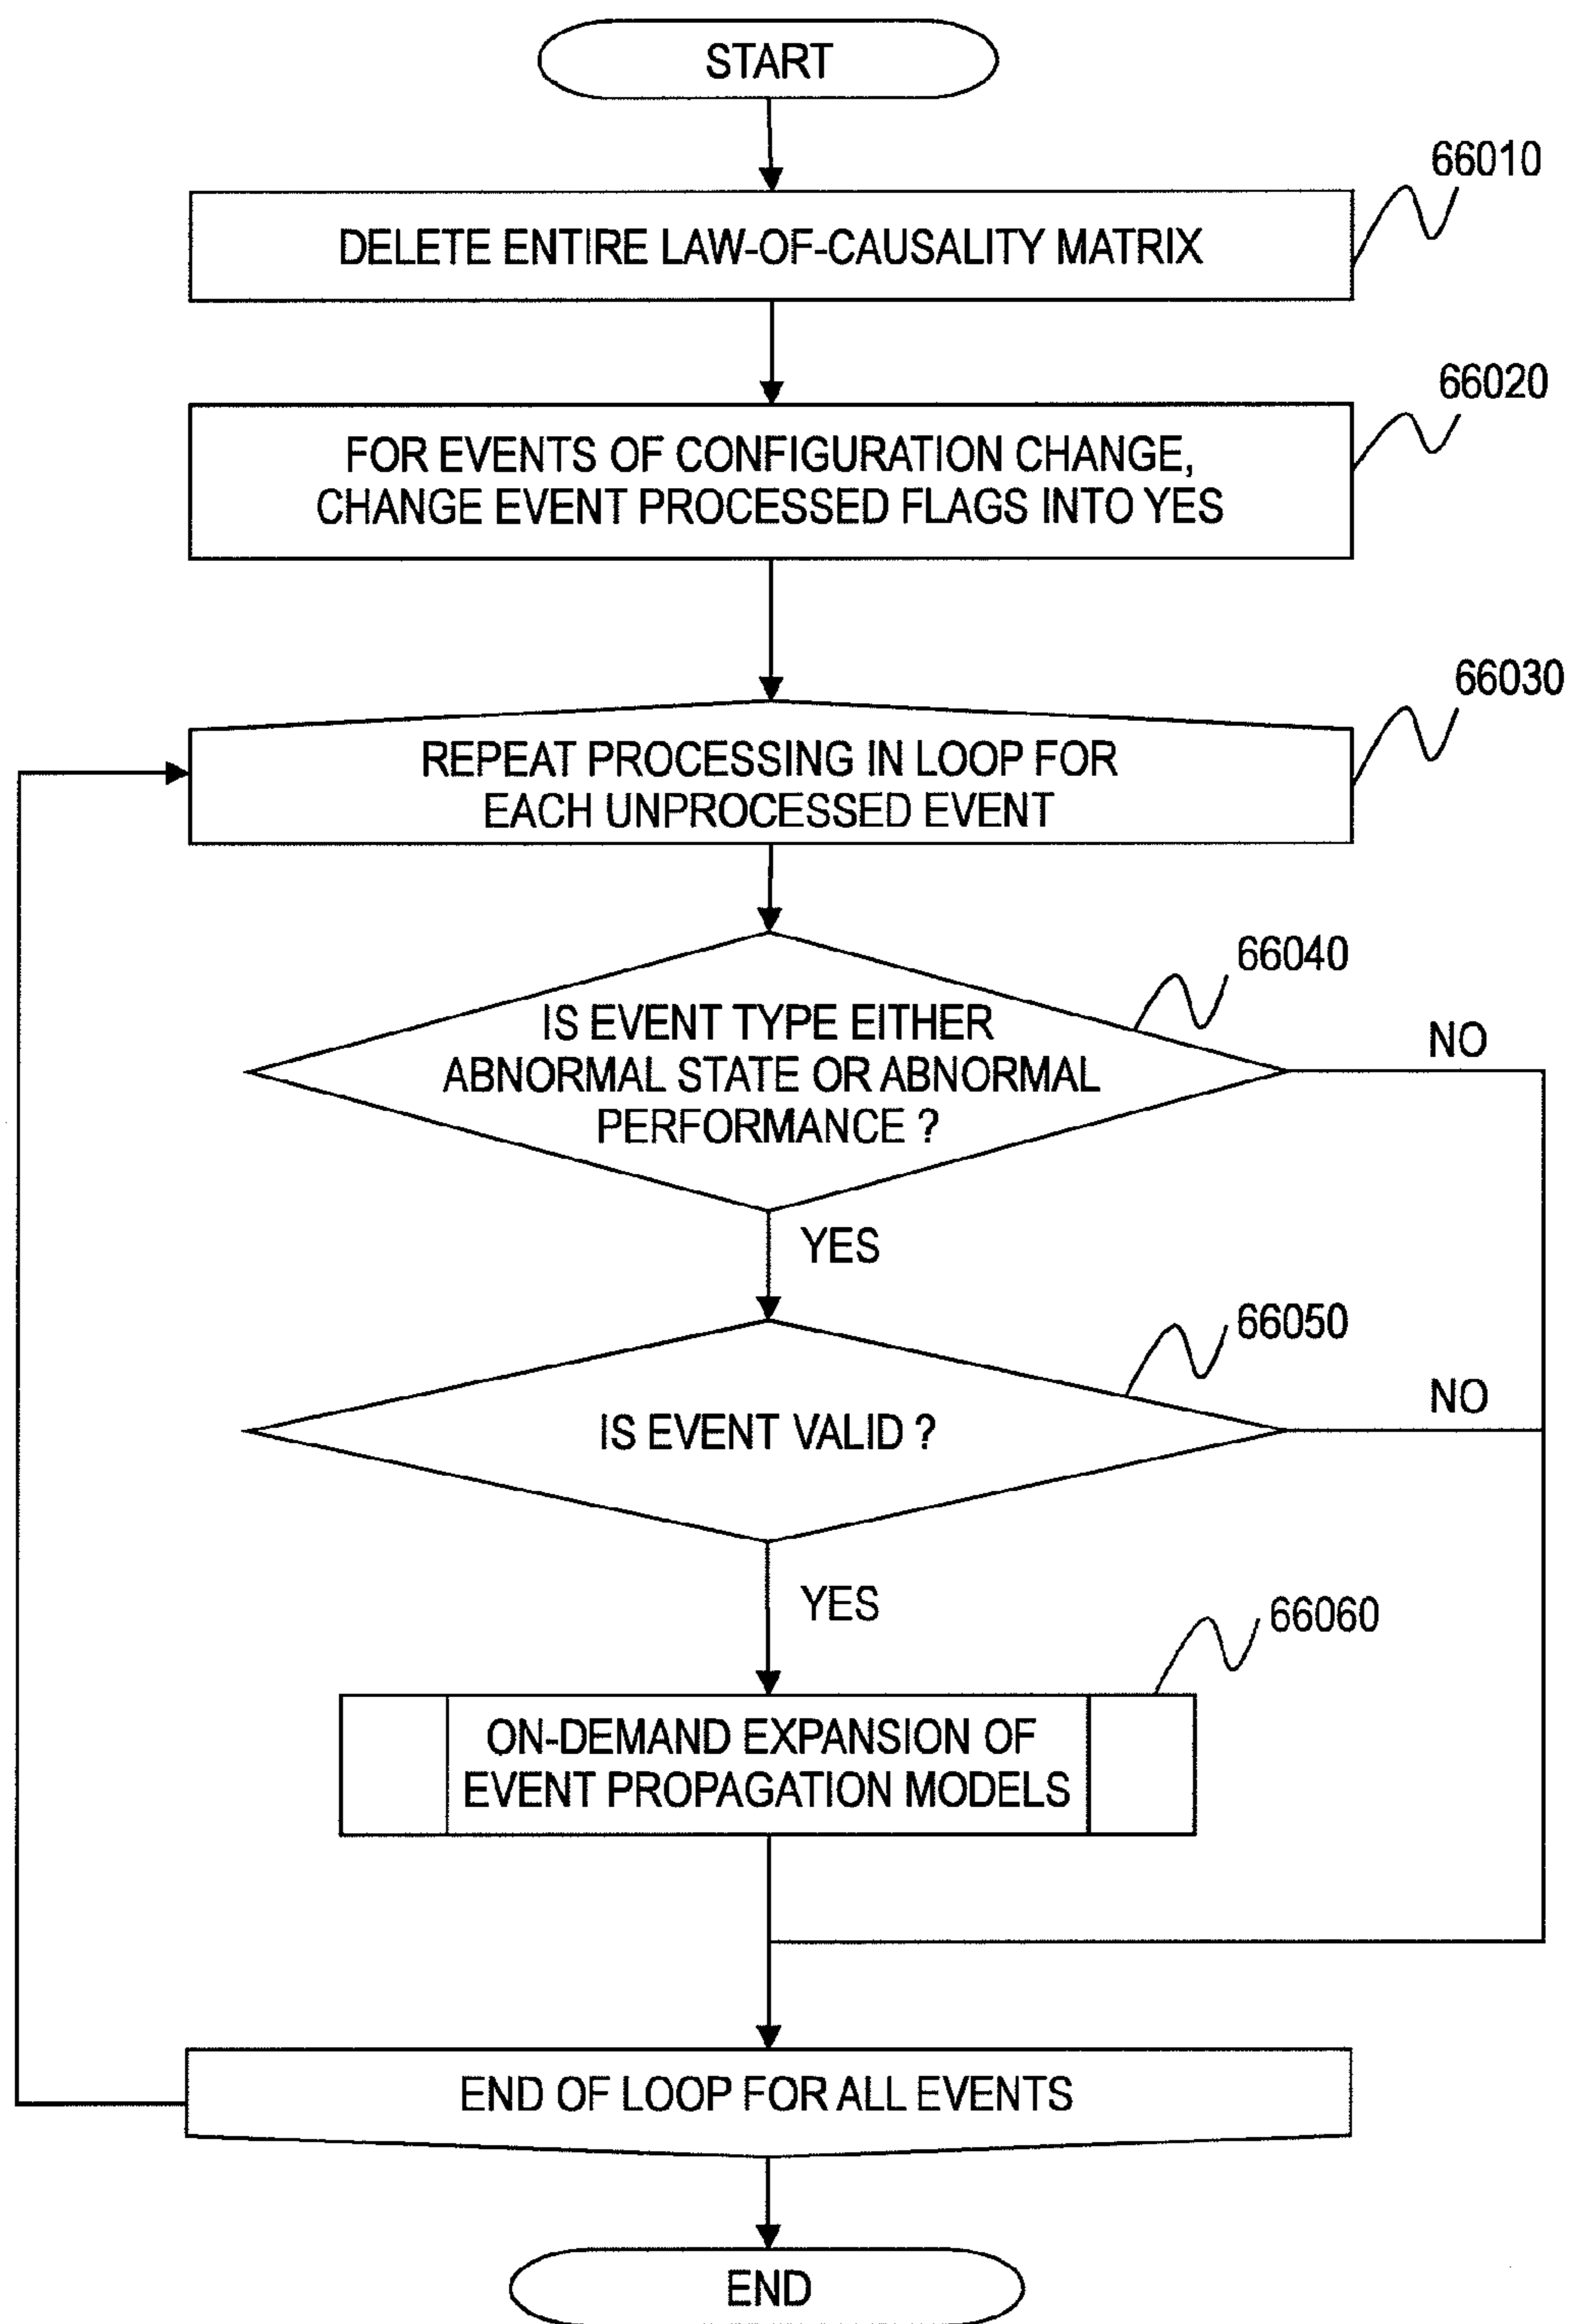 START
66010
DELETE ENTIRE LAW-OF-CAUSALITY MATRIX
66020
FOR EVENTS OF CONFIGURATION CHANGE,
CHANGE EVENT PROCESSED FLAGS INTO YES
66030
REPEAT PROCESSING IN LOOP FOR
EACH UNPROCESSED EVENT
66040
IS EVENT TYPE EITHER
ABNORMAL STATE OR ABNORMAL
PERFORMANCE ?
NO
YES
66050
IS EVENT VALID ?
NO
YES
66060
ON-DEMAND EXPANSION OF
EVENT PROPAGATION MODELS
END OF LOOP FOR ALL EVENTS
END